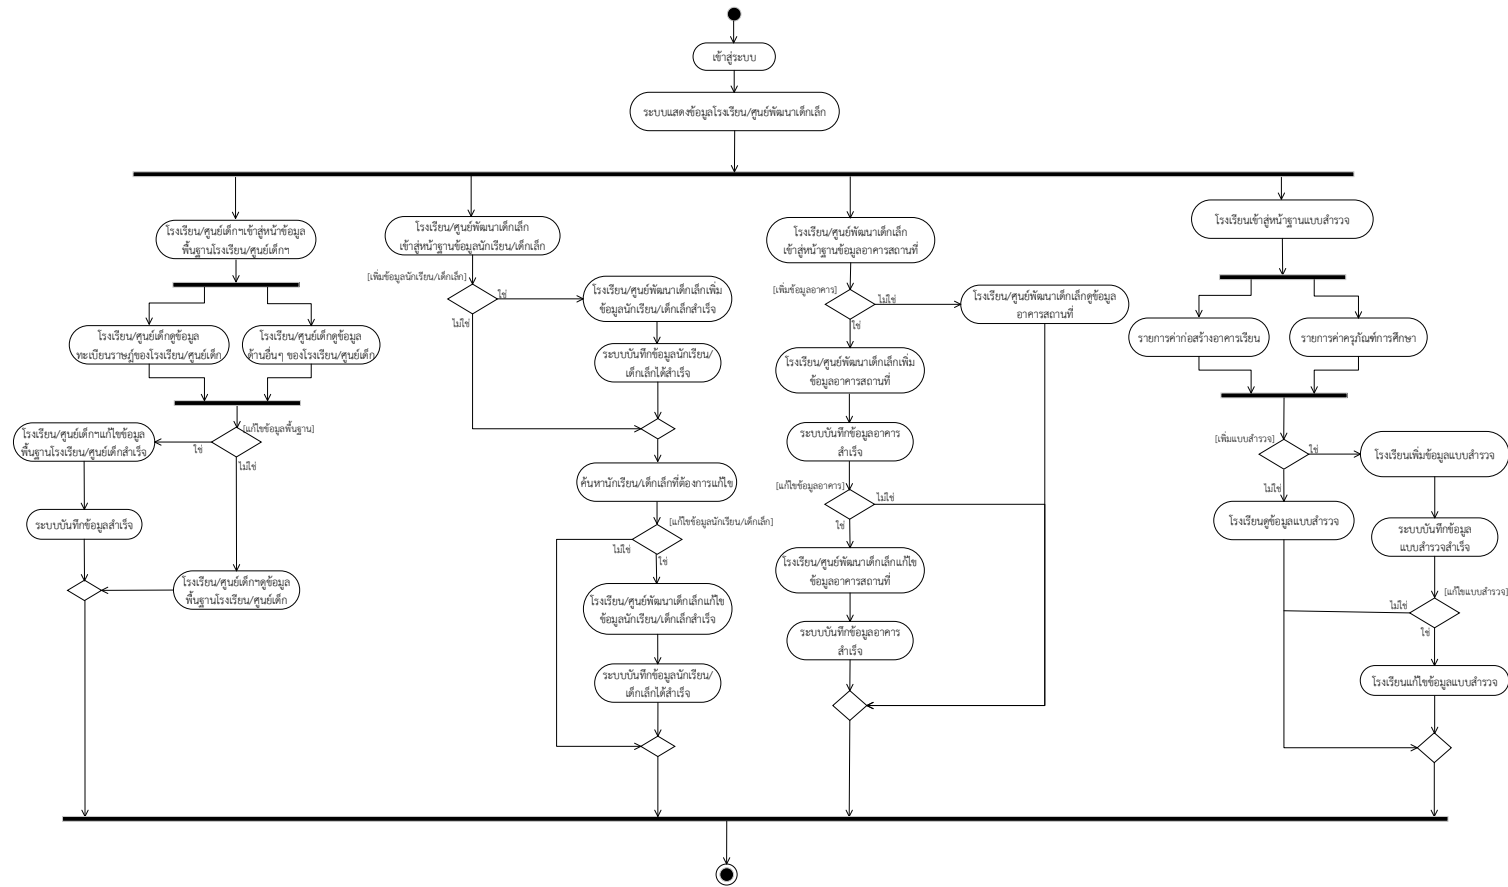 เข้าสู่ระบบ
ระบบแสดงข้อมูลโรงเรียน/ศูนย์พัฒนาเด็กเล็ก
โรงเรียน/ศูนย์เด็กฯเข้าสู่หน้าข้อมูล
พื้นฐานโรงเรียน/ศูนย์เด็กฯ
โรงเรียน/ศูนย์เด็กดูข้อมูล
ทะเบียนราษฎ์ของโรงเรียน/ศูนย์เด็ก
โรงเรียน/ศูนย์เด็กดูข้อมูล
ด้านอื่นๆ ของโรงเรียน/ศูนย์เด็ก
[แก้ไขข้อมูลพื้นฐาน]
ใช่
ไม่ใช่
โรงเรียน/ศูนย์เด็กฯแก้ไขข้อมูล
พื้นฐานโรงเรียน/ศูนย์เด็กสำเร็จ
ระบบบันทึกข้อมูลสำเร็จ
โรงเรียน/ศูนย์เด็กฯดูข้อมูล
พื้นฐานโรงเรียน/ศูนย์เด็ก
โรงเรียน/ศูนย์พัฒนาเด็กเล็ก
เข้าสู่หน้าฐานข้อมูลนักเรียน/เด็กเล็ก
[เพิ่มข้อมูลนักเรียน/เด็กเล็ก]
ใช่
ไม่ใช่
โรงเรียน/ศูนย์พัฒนาเด็กเล็กเพิ่ม
ข้อมูลนักเรียน/เด็กเล็กสำเร็จ
ระบบบันทึกข้อมูลนักเรียน/
เด็กเล็กได้สำเร็จ
ค้นหานักเรียน/เด็กเล็กที่ต้องการแก้ไข
[แก้ไขข้อมูลนักเรียน/เด็กเล็ก]
ไม่ใช่
ใช่
โรงเรียน/ศูนย์พัฒนาเด็กเล็กแก้ไข
ข้อมูลนักเรียน/เด็กเล็กสำเร็จ
ระบบบันทึกข้อมูลนักเรียน/
เด็กเล็กได้สำเร็จ
โรงเรียน/ศูนย์พัฒนาเด็กเล็ก
เข้าสู่หน้าฐานข้อมูลอาคารสถานที่
[เพิ่มข้อมูลอาคาร]
ไม่ใช่
ใช่
โรงเรียน/ศูนย์พัฒนาเด็กเล็กดูข้อมูล
อาคารสถานที่
โรงเรียน/ศูนย์พัฒนาเด็กเล็กเพิ่ม
ข้อมูลอาคารสถานที่
ระบบบันทึกข้อมูลอาคาร
สำเร็จ
[แก้ไขข้อมูลอาคาร]
ไม่ใช่
ใช่
โรงเรียน/ศูนย์พัฒนาเด็กเล็กแก้ไข
ข้อมูลอาคารสถานที่
ระบบบันทึกข้อมูลอาคาร
สำเร็จ
โรงเรียนเข้าสู่หน้าฐานแบบสำรวจ
รายการค่าก่อสร้างอาคารเรียน
รายการค่าครุภัณฑ์การศึกษา
[เพิ่มแบบสำรวจ]
ใช่
ไม่ใช่
โรงเรียนเพิ่มข้อมูลแบบสำรวจ
โรงเรียนดูข้อมูลแบบสำรวจ
ระบบบันทึกข้อมูล
แบบสำรวจสำเร็จ
[แก้ไขแบบสำรวจ]
ไม่ใช่
ใช่
โรงเรียนแก้ไขข้อมูลแบบสำรวจ